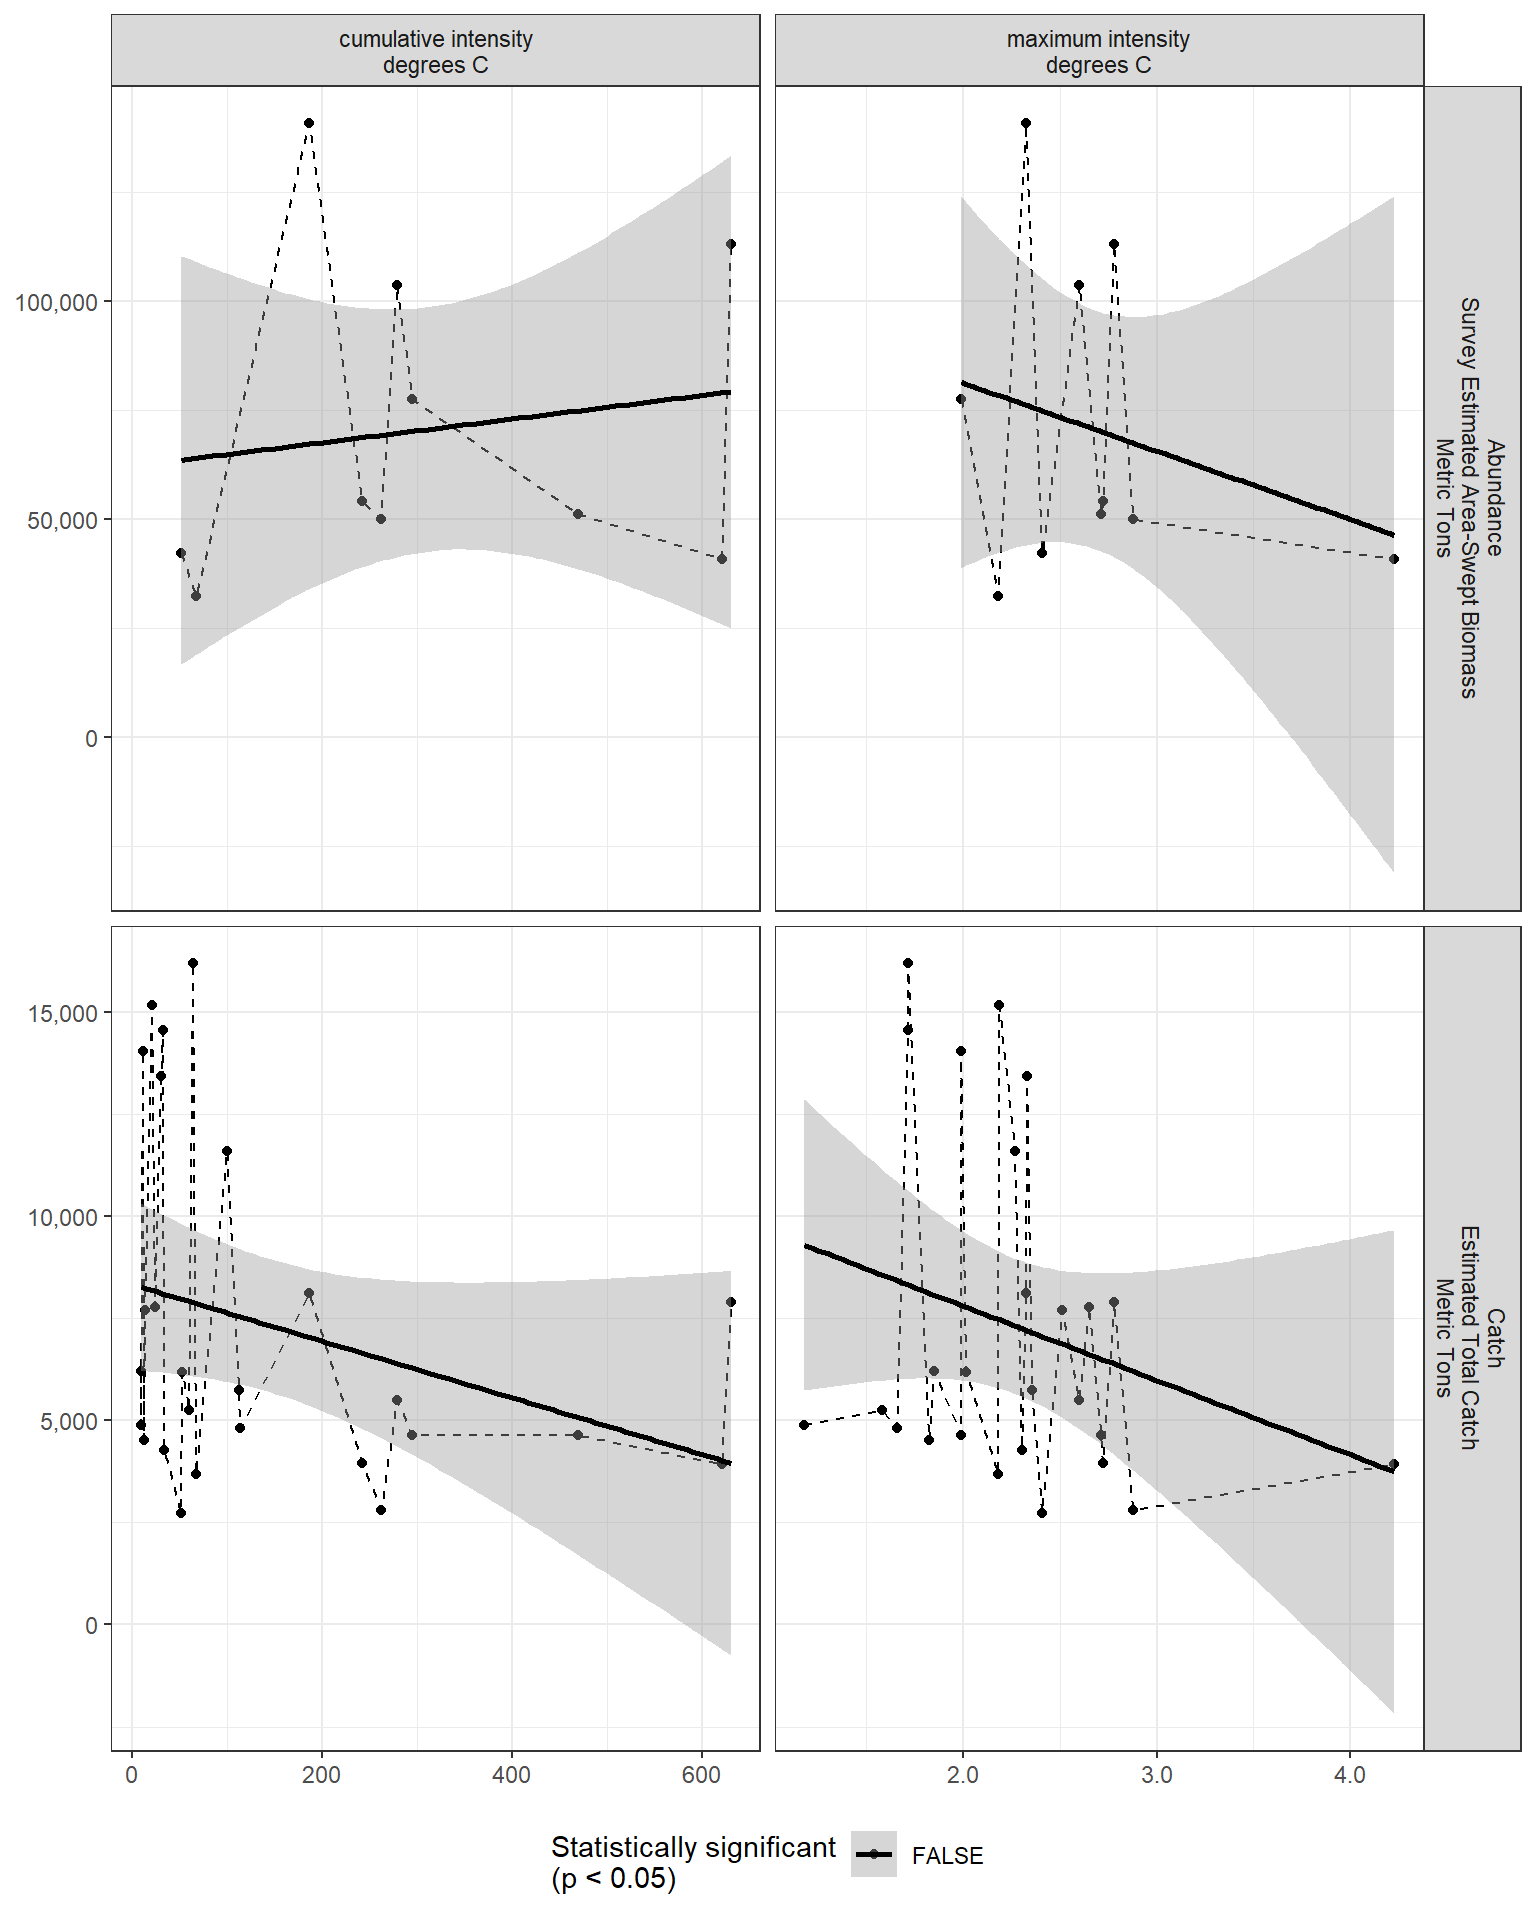 cumulative intensity
degrees C
maximum intensity
degrees C
100,000
50,000
0
Abundance
Survey Estimated Area-Swept Biomass
Metric Tons
15,000
10,000
5,000
0
Catch
Estimated Total Catch
Metric Tons
0
200
400
600
2.0
3.0
4.0
Statistically significant
(p < 0.05)
FALSE